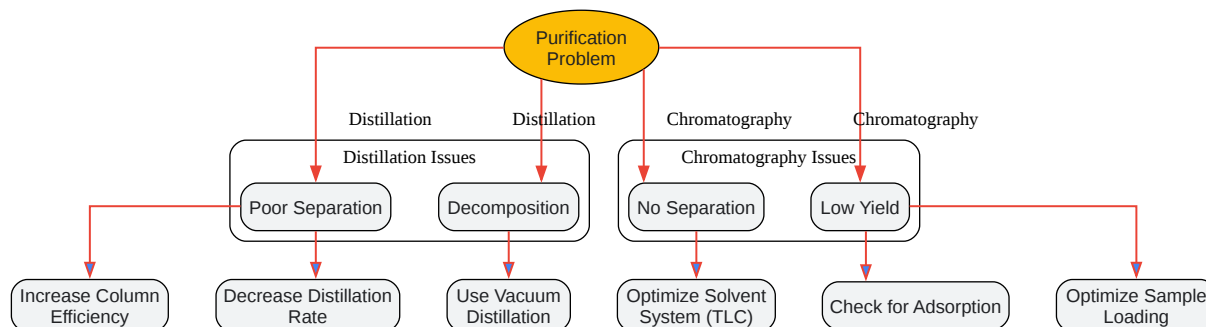 Purification
Problem
Distillation
Distillation
Chromatography
Chromatography
Distillation Issues
Chromatography Issues
Poor Separation
Decomposition
No Separation
Low Yield
Increase Column
Efficiency
Decrease Distillation
Rate
Use Vacuum
Distillation
Optimize Solvent
System (TLC)
Check for Adsorption
Optimize Sample
Loading